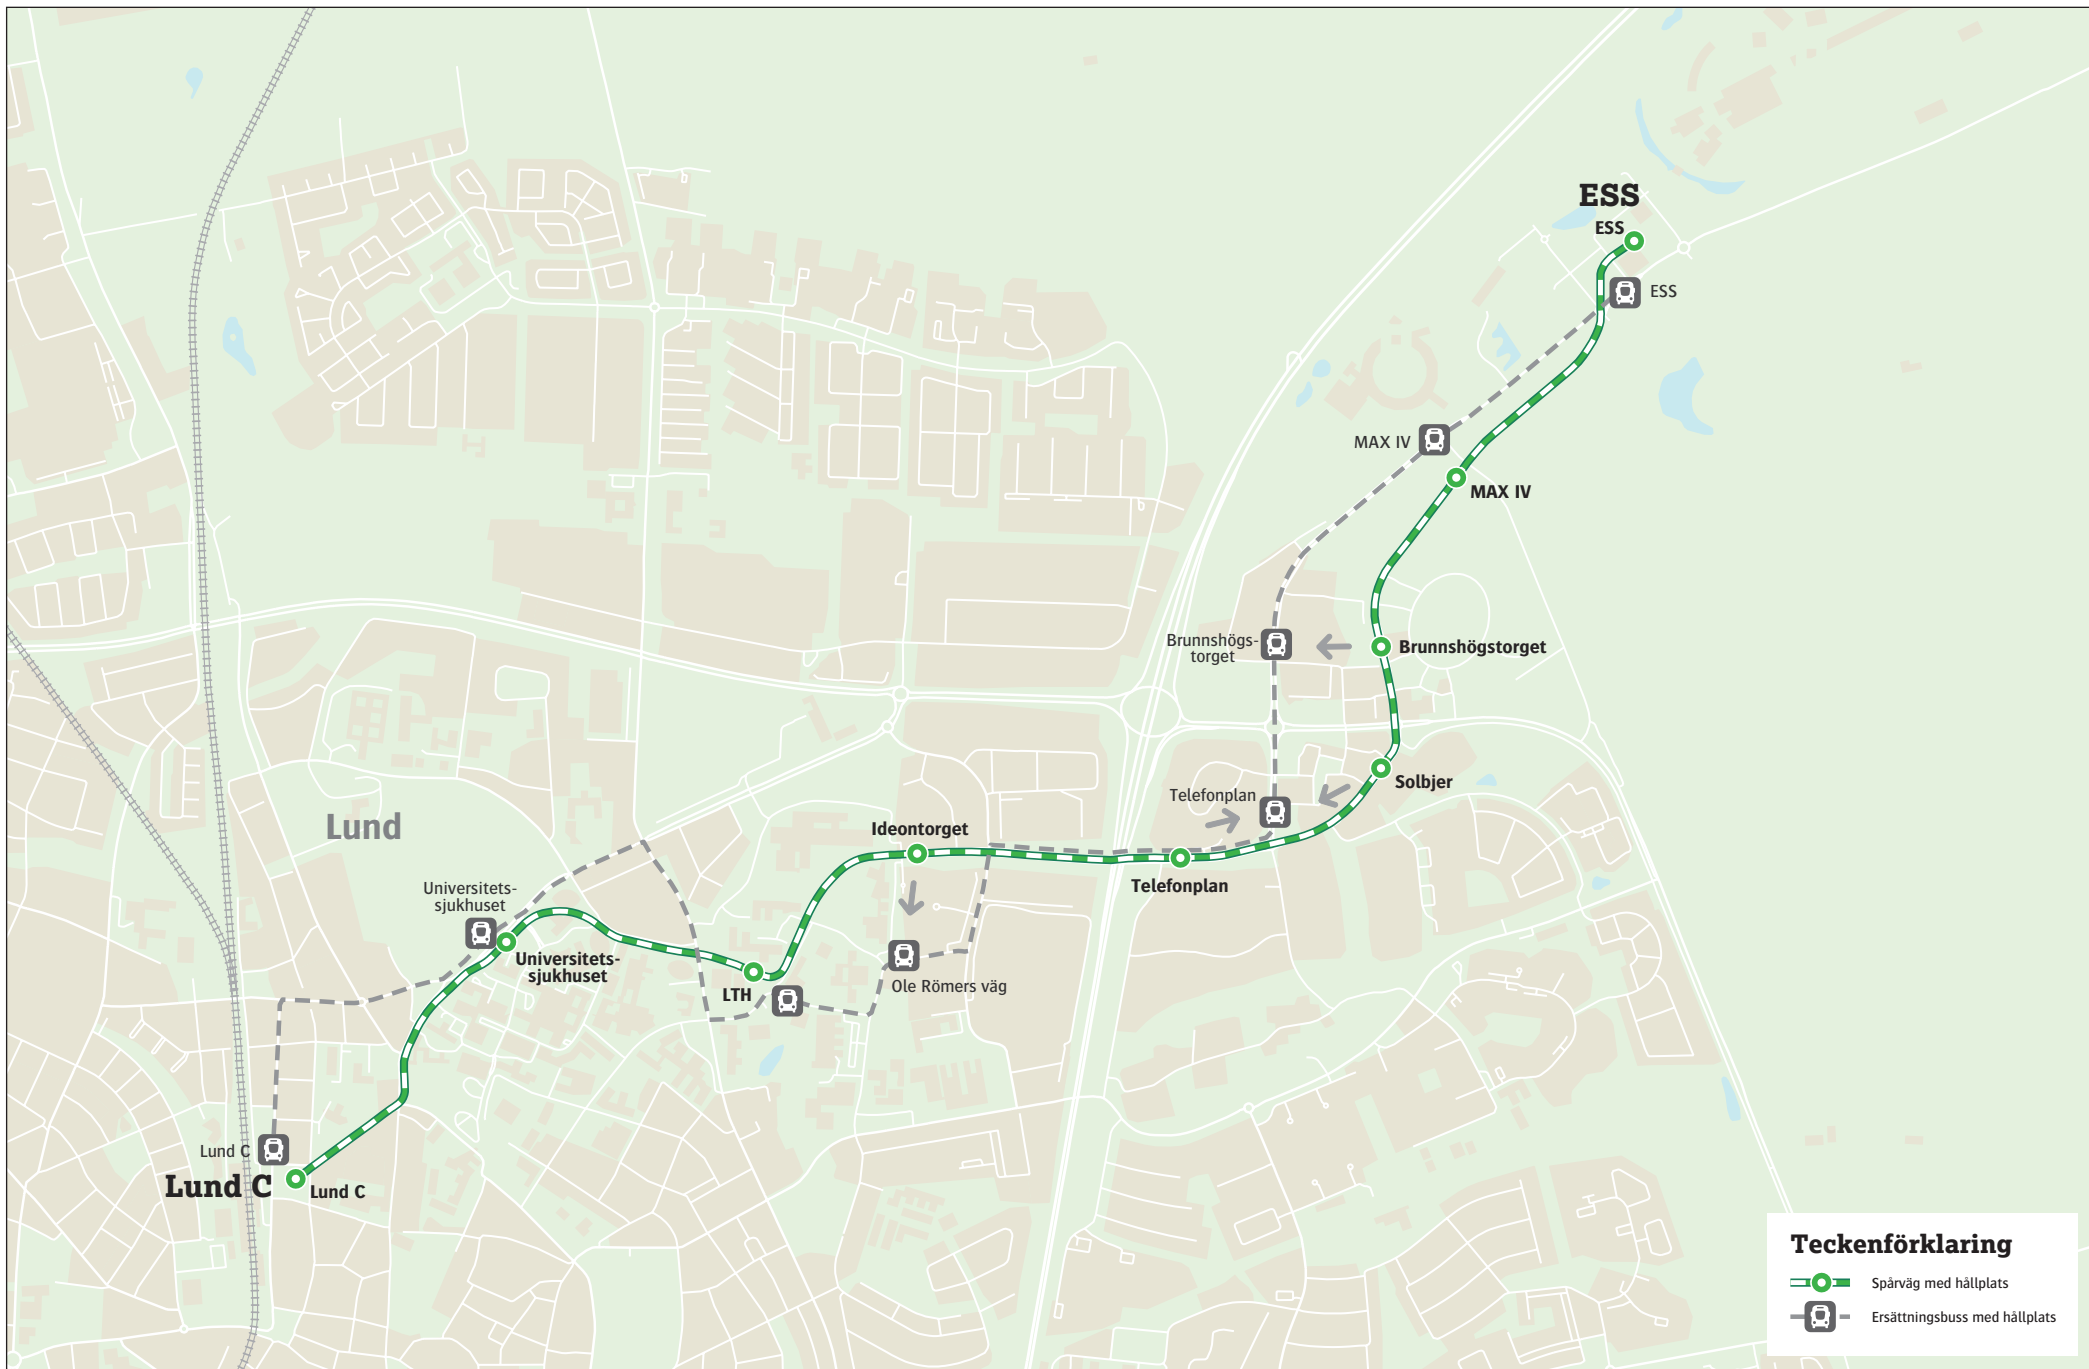 ESS
ESS
ESS
MAX IV
MAX IV
Brunnshögs-
torget
Brunnshögstorget
Solbjer
Telefonplan
Telefonplan
Ideontorget
Lund
Universitets-
sjukhuset
Universitets-
sjukhuset
LTH
Ole Römers väg
Lund C
Lund C
Lund C
Teckenförklaring
Spårväg med hållplats
Ersättningsbuss med hållplats